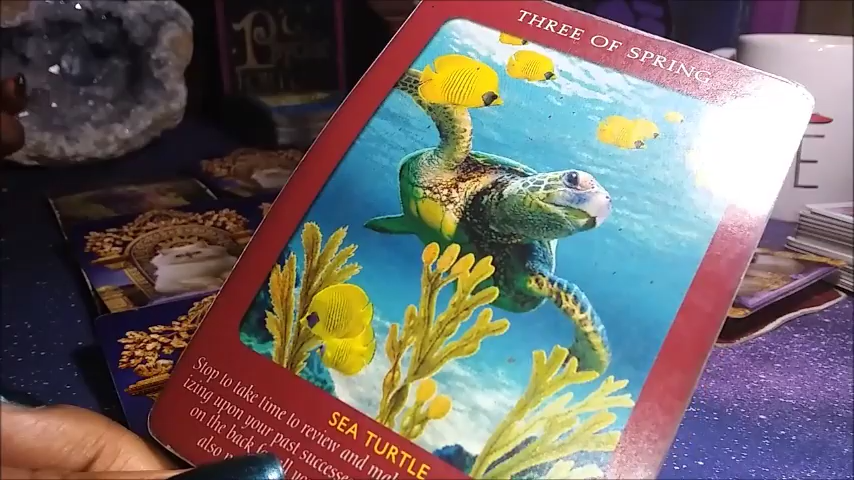 THREE OF SPRING
SEA TURTLE
Stop to take time to review and
izing upon your past successe
on the back
also
E